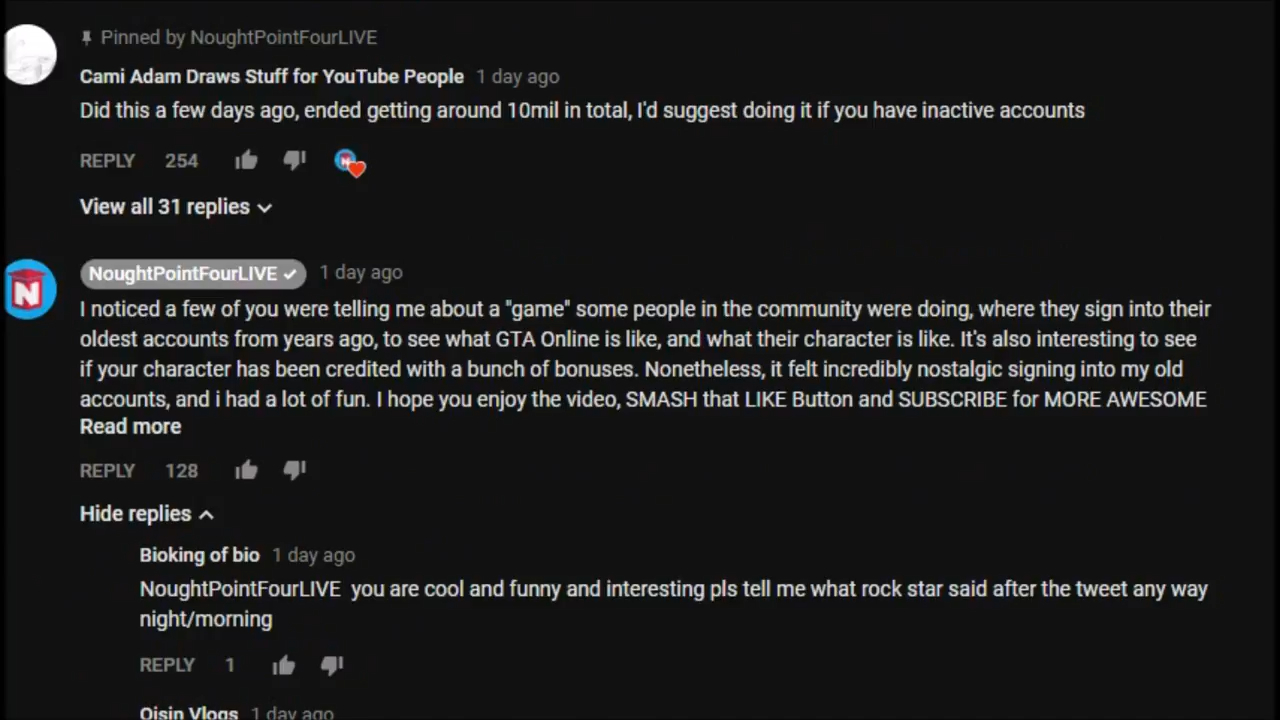 Pinned by NoughtPointFourLIVE
Cami Adam Draws Stuff for YouTube People 1 day ago
Did this a few days ago, ended getting around 10mil in total, I'd suggest doing it if you have inactive accounts
REPLY 254
View all 31 replies
NoughtPointFourLIVE 1 day ago
I noticed a few of you were telling me about a "game" some people in the community were doing, where they sign into their
oldest accounts from years ago, to see what GTA Online is like, and what their character is like. It's also interesting to see
if your character has been credited with a bunch of bonuses. Nonetheless, it felt incredibly nostalgic signing into my old
accounts, and i had a lot of fun. I hope you enjoy the video, SMASH that LIKE Button and SUBSCRIBE for MORE AWESOME
Read more
REPLY 128
Hide replies
Bioking of bio 1 day ago
NoughtPointFourLIVE you are cool and funny and interesting pls tell me what rock star said after the tweet any way
night/morning
REPLY 1
Oisin Vlogs 1 day ago